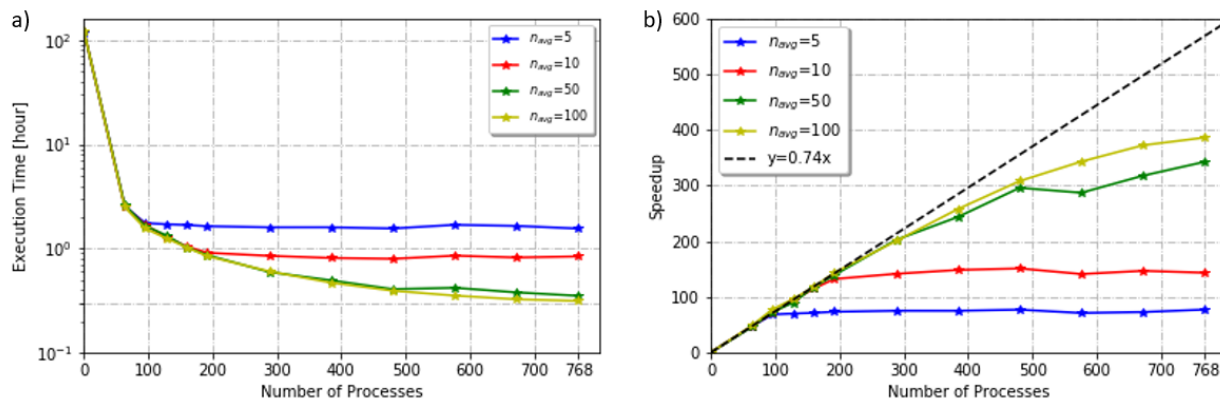 a)
Execution Time [hour]
10²
10¹
10⁰
10⁻¹
n_avg=5
n_avg=10
n_avg=50
n_avg=100
0 100 200 300 400 500 600 700 768
Number of Processes
b)
Speedup
600
500
400
300
200
100
0
n_avg=5
n_avg=10
n_avg=50
n_avg=100
y=0.74x
0 100 200 300 400 500 600 700 768
Number of Processes